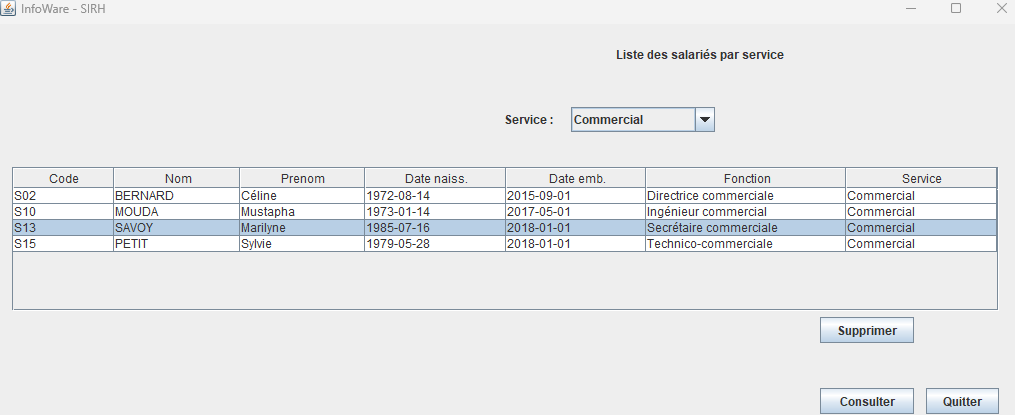 InfoWare - SIRH
Liste des salariés par service
Service : Commercial
Code Nom Prenom Date naiss. Date emb. Fonction Service
S02 BERNARD Céline 1972-08-14 2015-09-01 Directrice commerciale Commercial
S10 MOUDA Mustapha 1973-01-14 2017-05-01 Ingénieur commercial Commercial
S13 SAVOY Marilyne 1985-07-16 2018-01-01 Secrétaire commerciale Commercial
S15 PETIT Sylvie 1979-05-28 2018-01-01 Technico-commerciale Commercial
Supprimer
Consulter Quitter